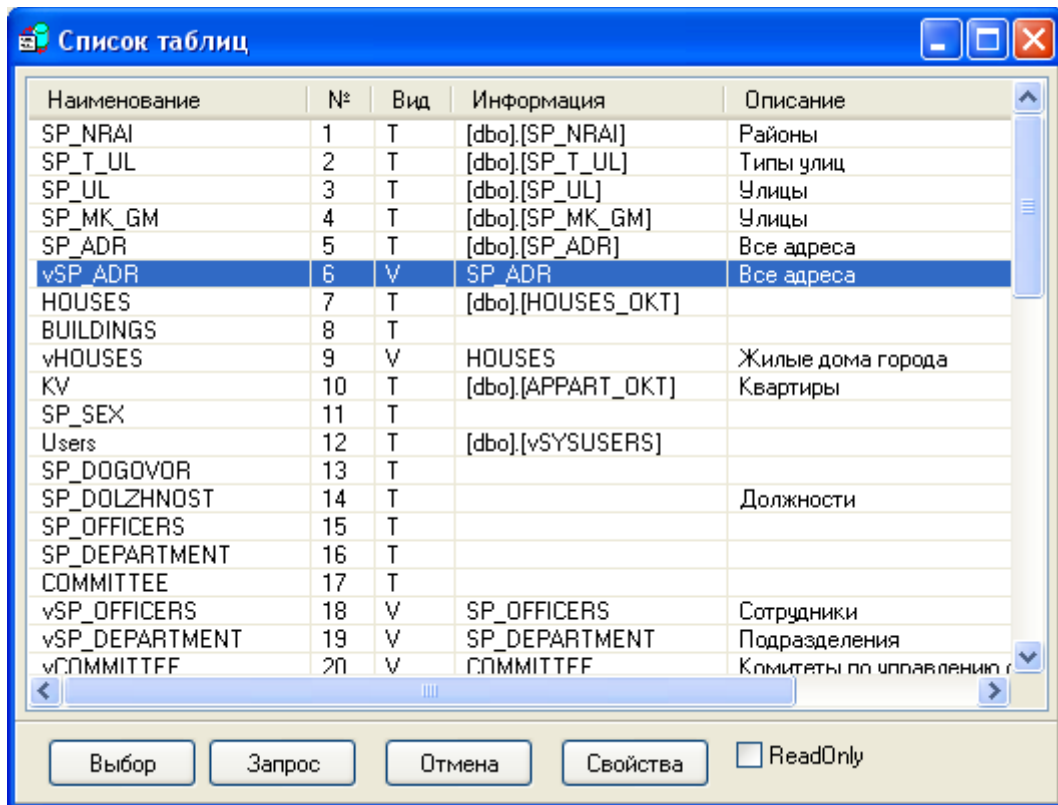 Список таблиц
Наименование № Вид Информация Описание
SP_NRAI 1 T [dbo].[SP_NRAI] Районы
SP_T_UL 2 T [dbo].[SP_T_UL] Типы улиц
SP_UL 3 T [dbo].[SP_UL] Улицы
SP_MK_GM 4 T [dbo].[SP_MK_GM] Улицы
SP_ADR 5 T [dbo].[SP_ADR] Все адреса
vSP_ADR 6 V SP_ADR Все адреса
HOUSES 7 T [dbo].[HOUSES_OKT]
BUILDINGS 8 T
vHOUSES 9 V HOUSES Жилые дома города
KV 10 T [dbo].[APPART_OKT] Квартиры
SP_SEX 11 T
Users 12 T [dbo].[vSYSUSERS]
SP_DOGOVOR 13 T
SP_DOLZHNOST 14 T Должности
SP_OFFICERS 15 T
SP_DEPARTMENT 16 T
COMMITTEE 17 T
vSP_OFFICERS 18 V SP_OFFICERS Сотрудники
vSP_DEPARTMENT 19 V SP_DEPARTMENT Подразделения
vCOMMITTEE 20 V COMMITTEE Комитеты по управлению
Выбор Запрос Отмена Свойства ReadOnly